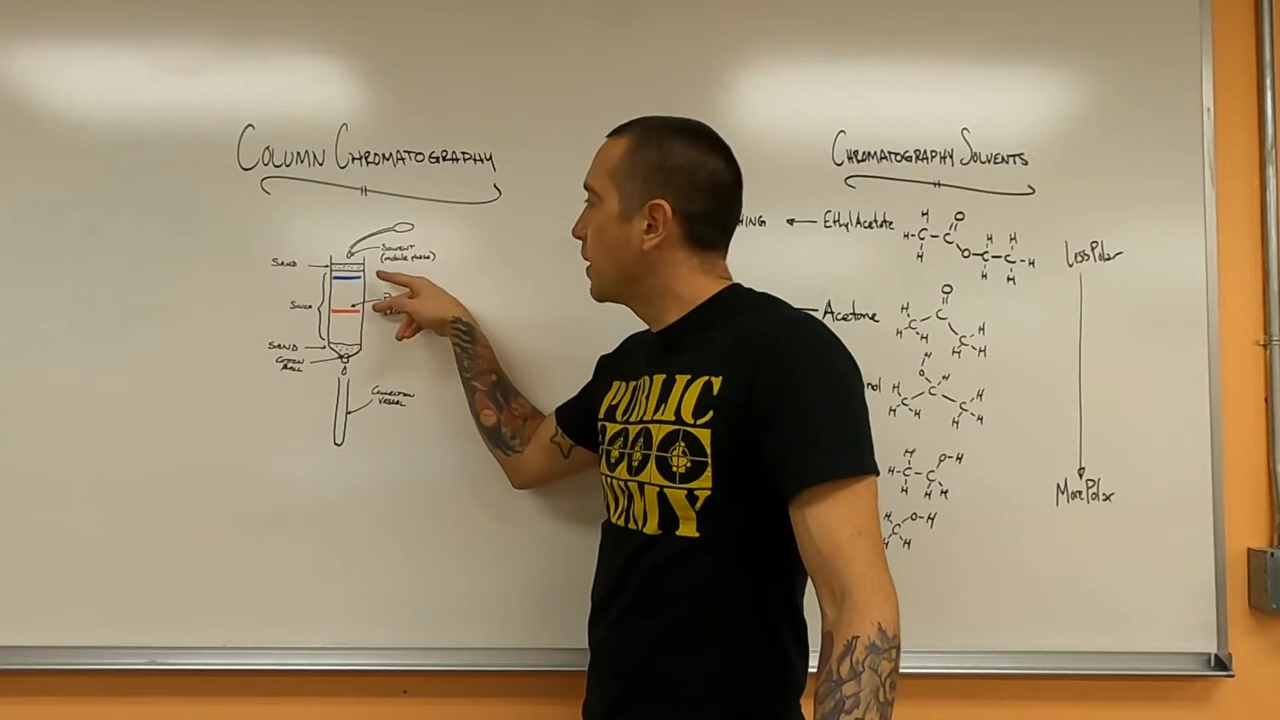 COLUMN CHROMATOGRAPHY
SOLVENT
(mobile phase)
SAND
SILICA
SAND
COTTON
BALL
COLLECTION
VESSEL
PUBLIC
CHROMATOGRAPHY SOLVENTS
Ethyl Acetate
Acetone
Less Polar
More Polar